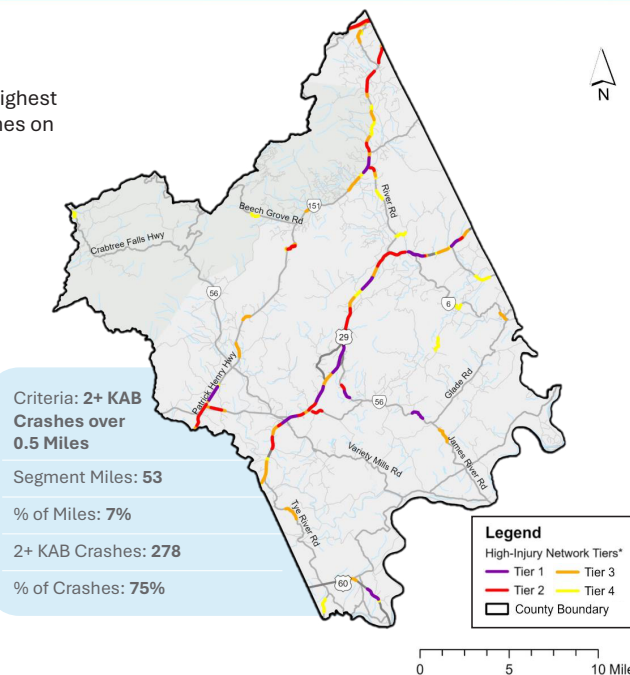 ighest
nes on
N
151
River Rd
Beech Grove Rd
Crabtree Falls Hwy
56
6
29
Patrick Henry Hwy
Glade Rd
56
James River Rd
Variety Mills Rd
Tye River Rd
60
Criteria: 2+ KAB
Crashes over
0.5 Miles
Segment Miles: 53
% of Miles: 7%
2+ KAB Crashes: 278
% of Crashes: 75%
Legend
High-Injury Network Tiers*
Tier 1 Tier 3
Tier 2 Tier 4
County Boundary
0 5 10 Mile